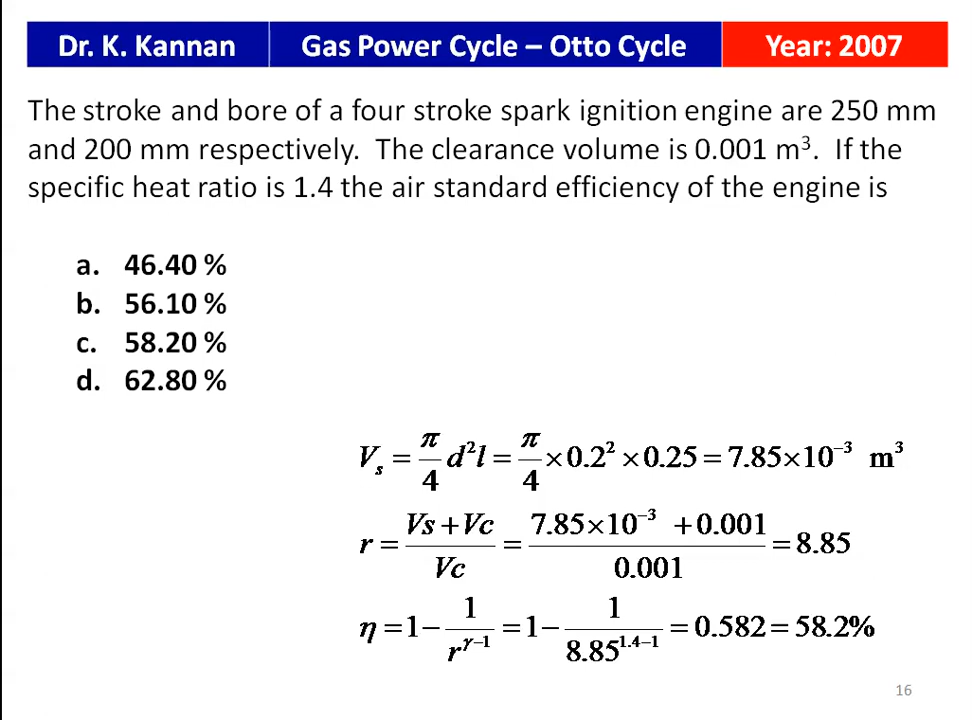 Dr. K. Kannan Gas Power Cycle – Otto Cycle Year: 2007
The stroke and bore of a four stroke spark ignition engine are 250 mm
and 200 mm respectively. The clearance volume is 0.001 m³. If the
specific heat ratio is 1.4 the air standard efficiency of the engine is
a. 46.40 %
b. 56.10 %
c. 58.20 %
d. 62.80 %
Vₛ = π/4 d²l = π/4 × 0.2² × 0.25 = 7.85×10⁻³ m³
r = (Vs + Vc)/Vc = (7.85×10⁻³ + 0.001)/0.001 = 8.85
η = 1 − 1/r^(γ−1) = 1 − 1/8.85^(1.4−1) = 0.582 = 58.2%
16